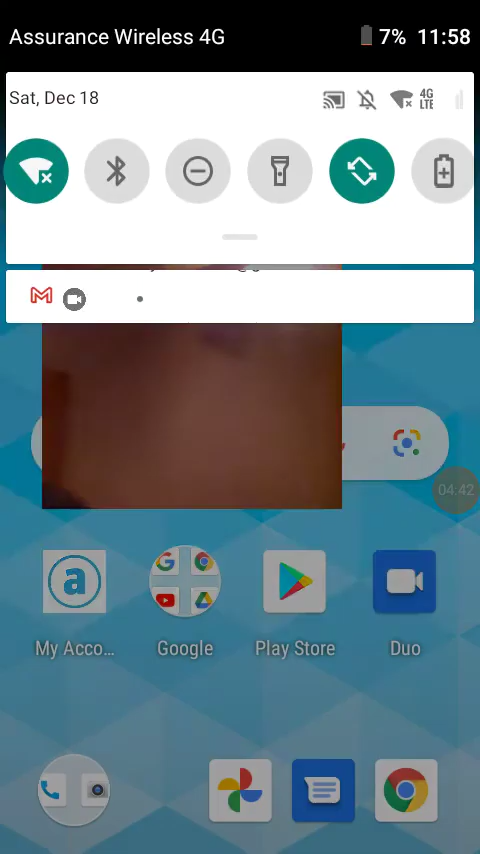 Assurance Wireless 4G 7% 11:58
Sat, Dec 18 4G
LTE
04:42
My Acco… Google Play Store Duo